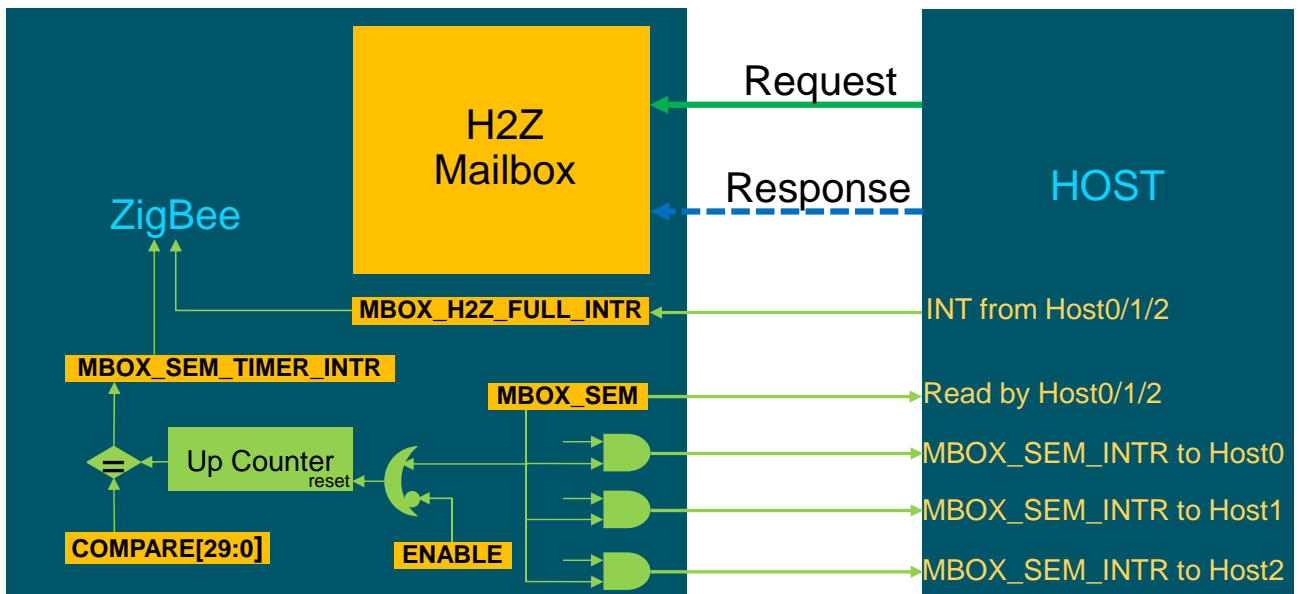 Request
H2Z
Mailbox
Response
HOST
ZigBee
MBOX_H2Z_FULL_INTR
INT from Host0/1/2
MBOX_SEM_TIMER_INTR
MBOX_SEM
Read by Host0/1/2
=
Up Counter
reset
MBOX_SEM_INTR to Host0
MBOX_SEM_INTR to Host1
COMPARE[29:0]
ENABLE
MBOX_SEM_INTR to Host2